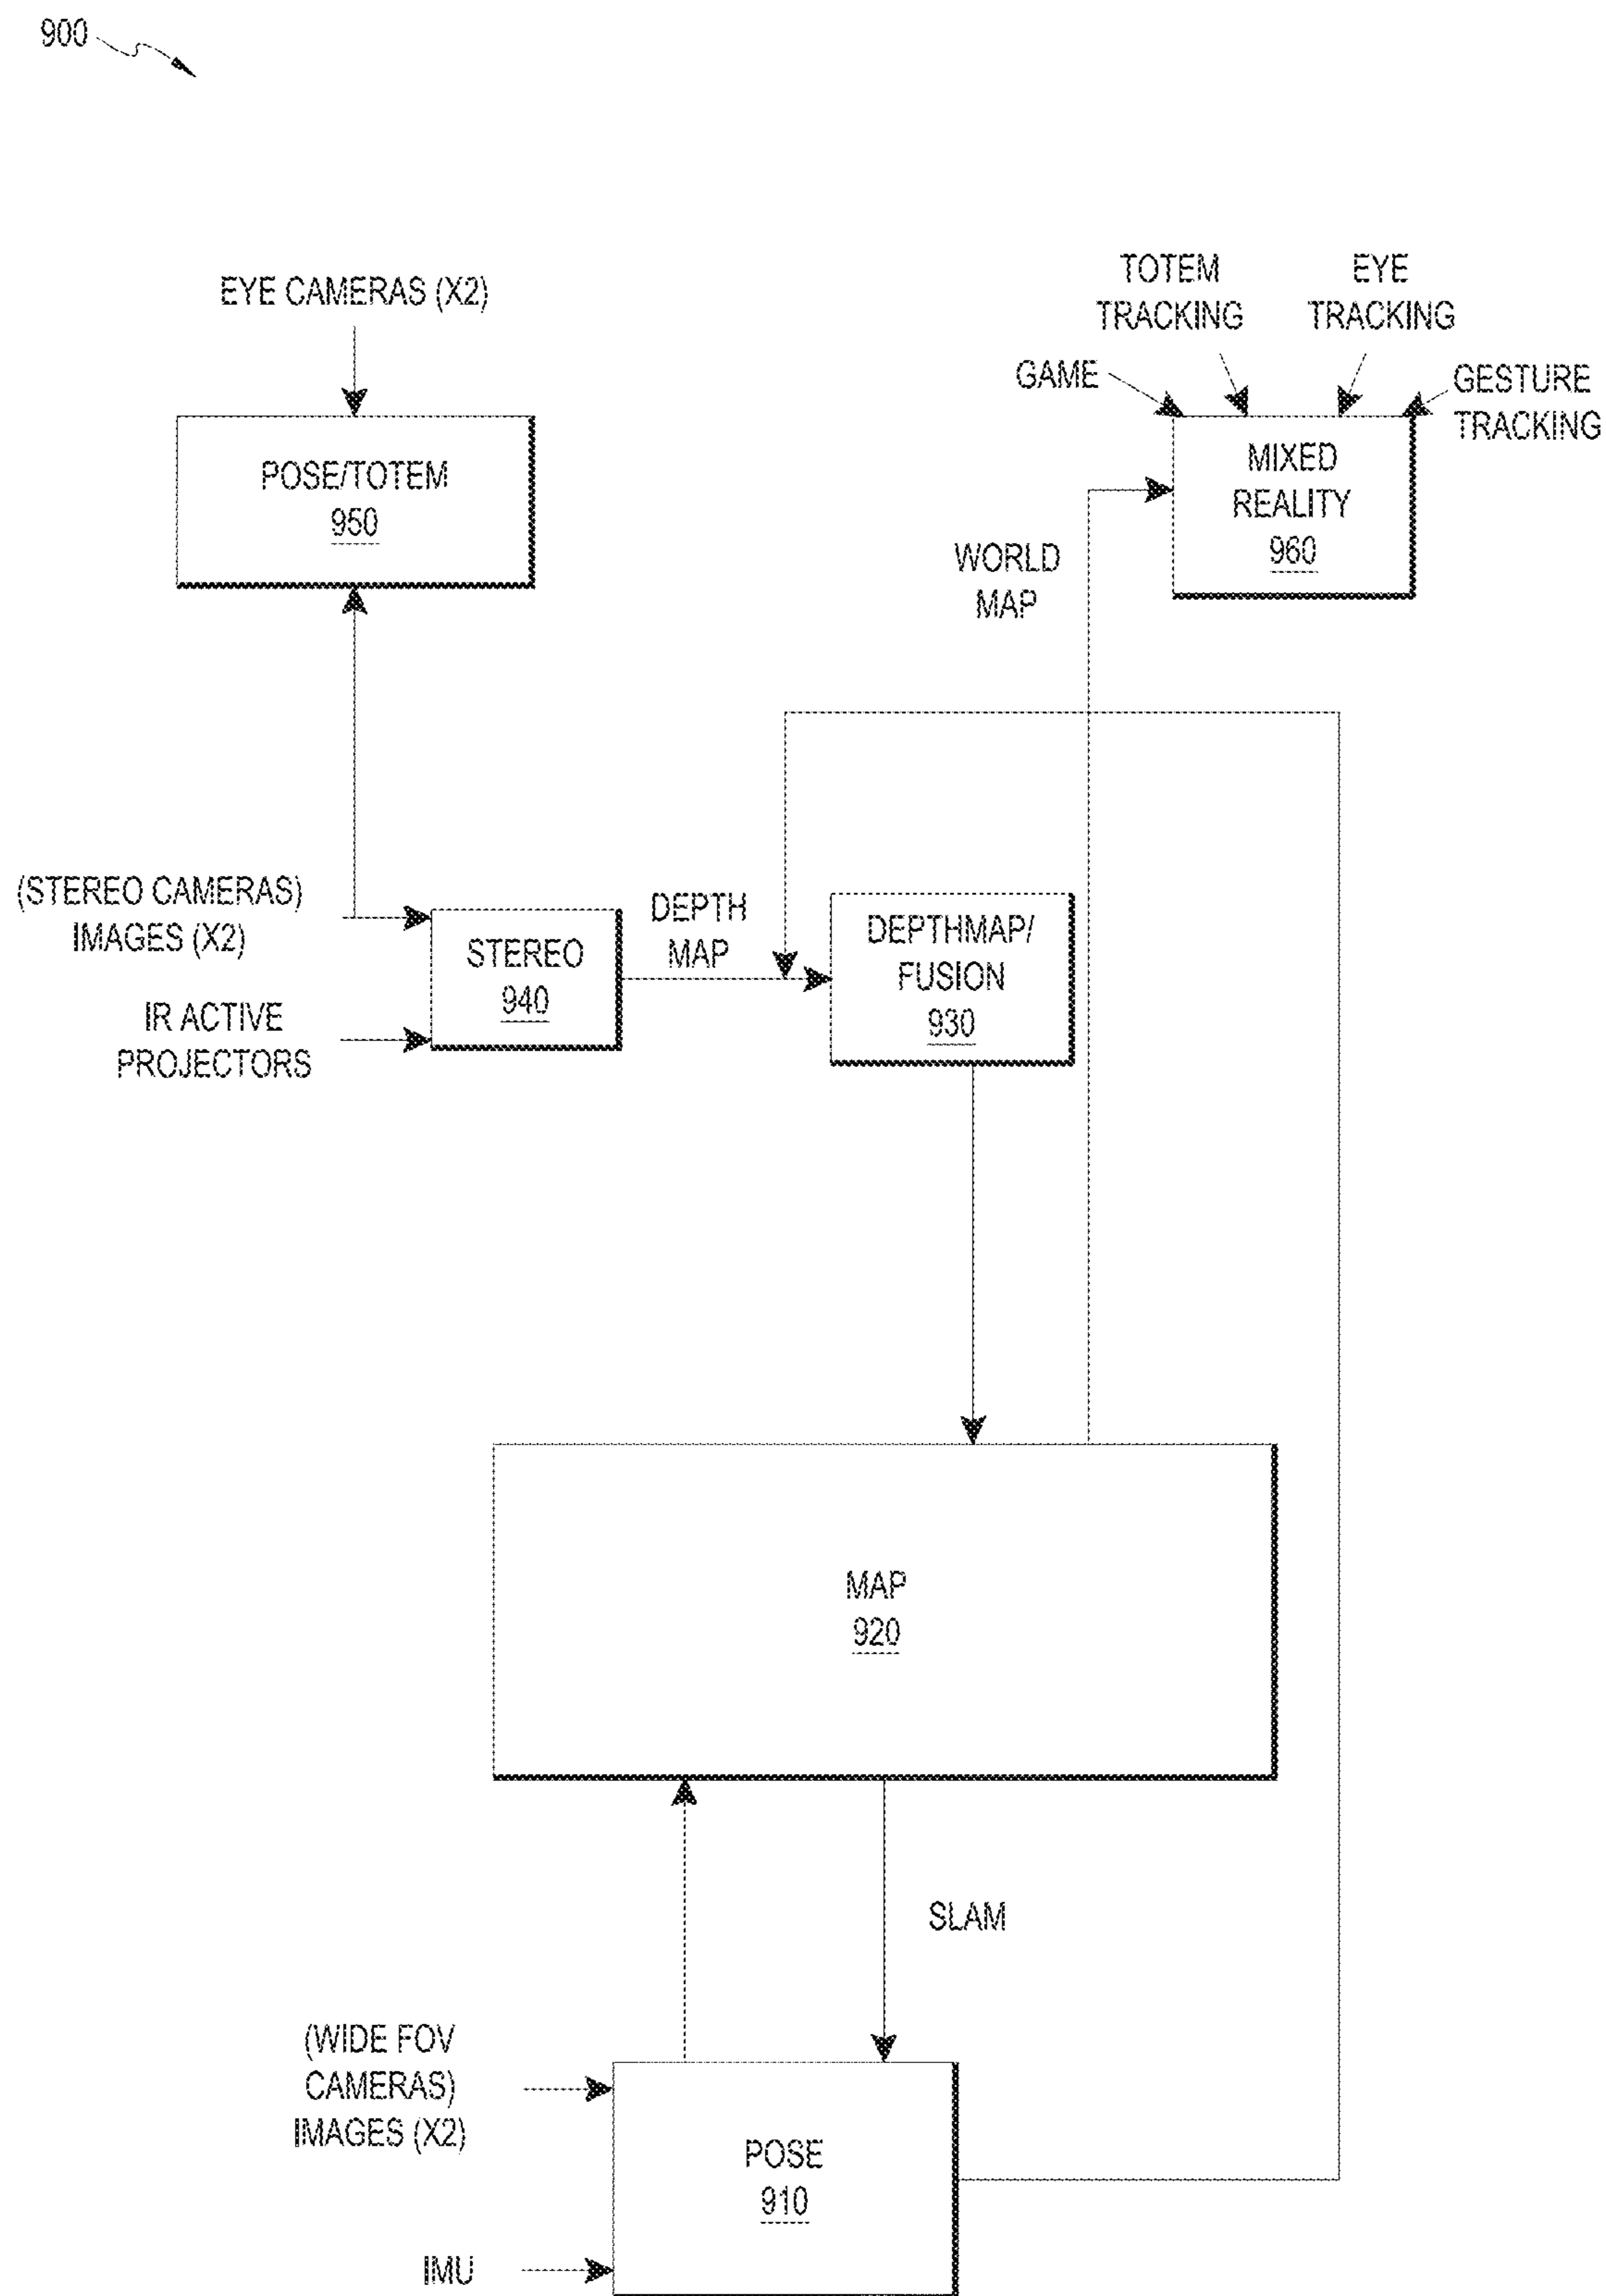 900
EYE CAMERAS (X2)
POSE/TOTEM
950
TOTEM
TRACKING
EYE
TRACKING
GAME
GESTURE
TRACKING
MIXED
REALITY
960
WORLD
MAP
(STEREO CAMERAS)
IMAGES (X2)
IR ACTIVE
PROJECTORS
STEREO
940
DEPTH
MAP
DEPTHMAP/
FUSION
930
MAP
920
SLAM
(WIDE FOV
CAMERAS)
IMAGES (X2)
IMU
POSE
910